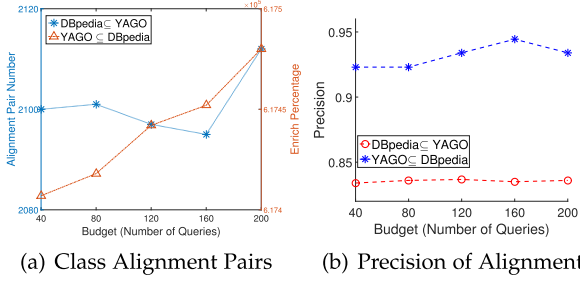 2120
×10⁵
6.175
DBpedia⊆ YAGO
YAGO ⊆ DBpedia
Alignment Pair Number
2100
6.1745
Enrich Percentage
2080
6.174
40
80
120
160
200
Budget (Number of Queries)
(a) Class Alignment Pairs
0.95
0.9
0.85
Precision
DBpedia⊆ YAGO
YAGO⊆ DBpedia
40
80
120
160
200
Budget (Number of Queries)
(b) Precision of Alignment